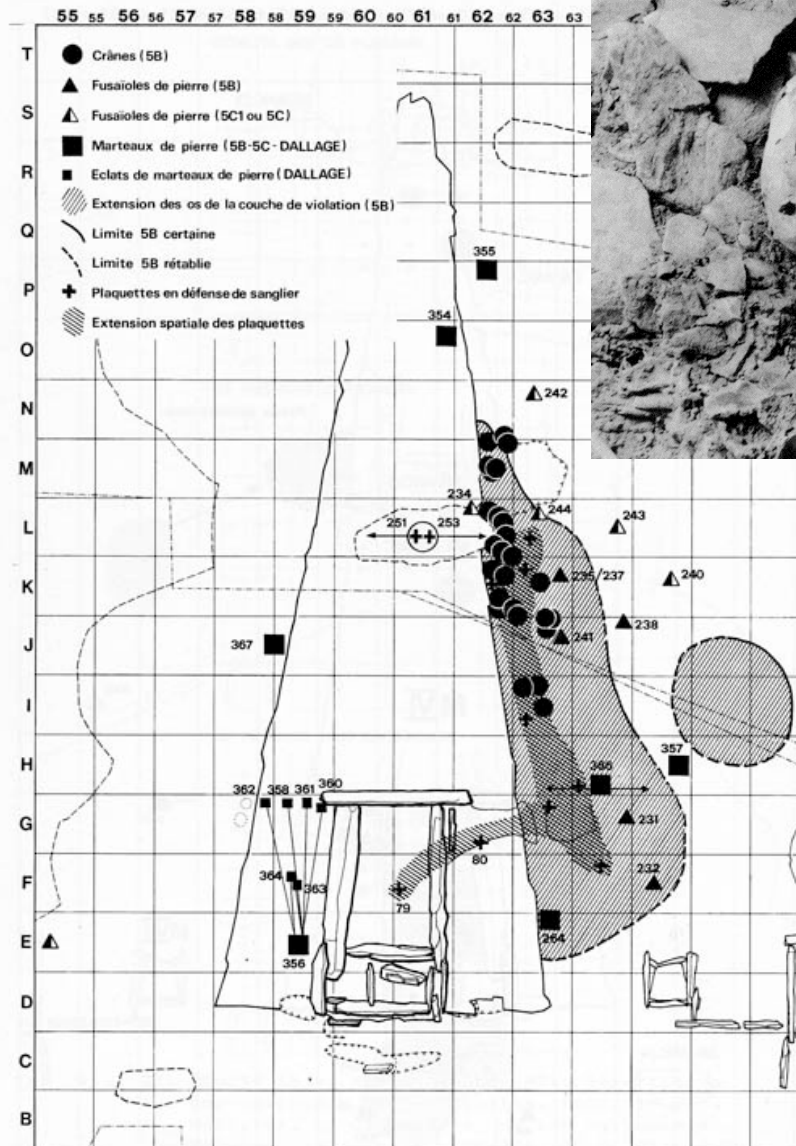 55 55 56 56 57 57 58 58 59 59 60 60 61 61 62 62 63 63
T
Crânes (5B)
Fusaïoles de pierre (5B)
S
Fusaïoles de pierre (5C1 ou 5C)
Marteaux de pierre (5B-5C-DALLAGE)
R
Eclats de marteaux de pierre (DALLAGE)
Extension des os de la couche de violation (5B)
Q
Limite 5B certaine
355
Limite 5B rétablie
P
Plaquettes en défense de sanglier
354
Extension spatiale des plaquettes
O
N
242
M
234
244
243
L
251
253
K
235/237
240
238
J
367
241
I
H
357
366
362
358
361
360
G
231
80
364
F
363
232
79
E
264
356
D
C
B